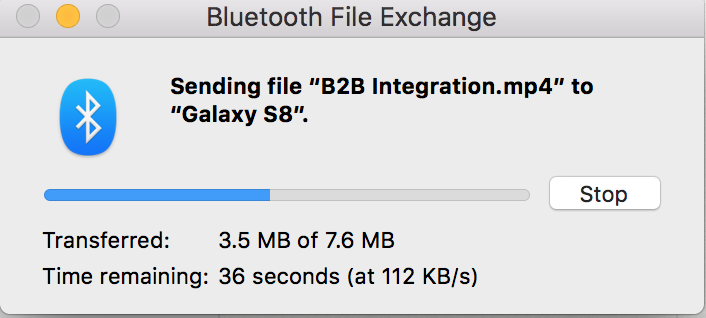 Bluetooth File Exchange
Sending file “B2B Integration.mp4” to
“Galaxy S8”.
Stop
Transferred: 3.5 MB of 7.6 MB
Time remaining: 36 seconds (at 112 KB/s)